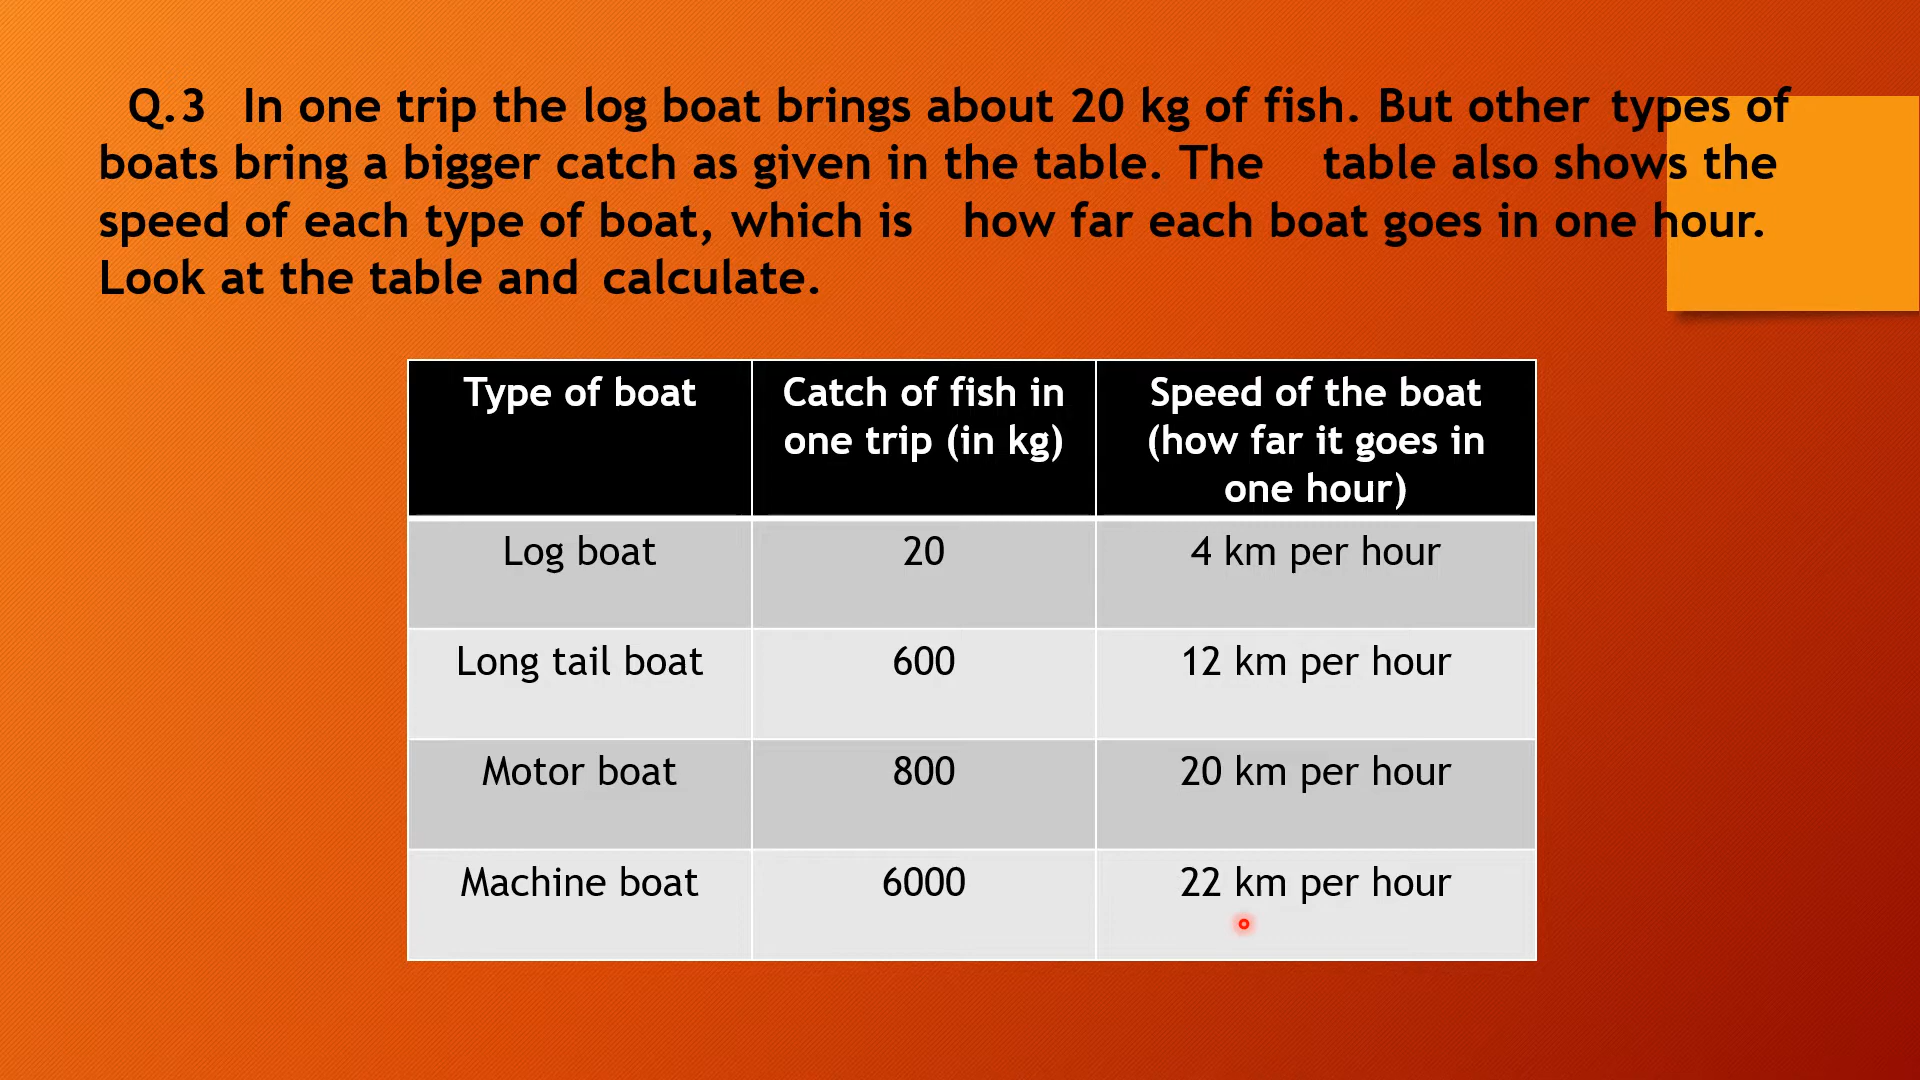 Q.3 In one trip the log boat brings about 20 kg of fish. But other types of
boats bring a bigger catch as given in the table. The table also shows the
speed of each type of boat, which is how far each boat goes in one hour.
Look at the table and calculate.
Type of boat
Catch of fish in
one trip (in kg)
Speed of the boat
(how far it goes in
one hour)
Log boat 20 4 km per hour
Long tail boat 600 12 km per hour
Motor boat 800 20 km per hour
Machine boat 6000 22 km per hour